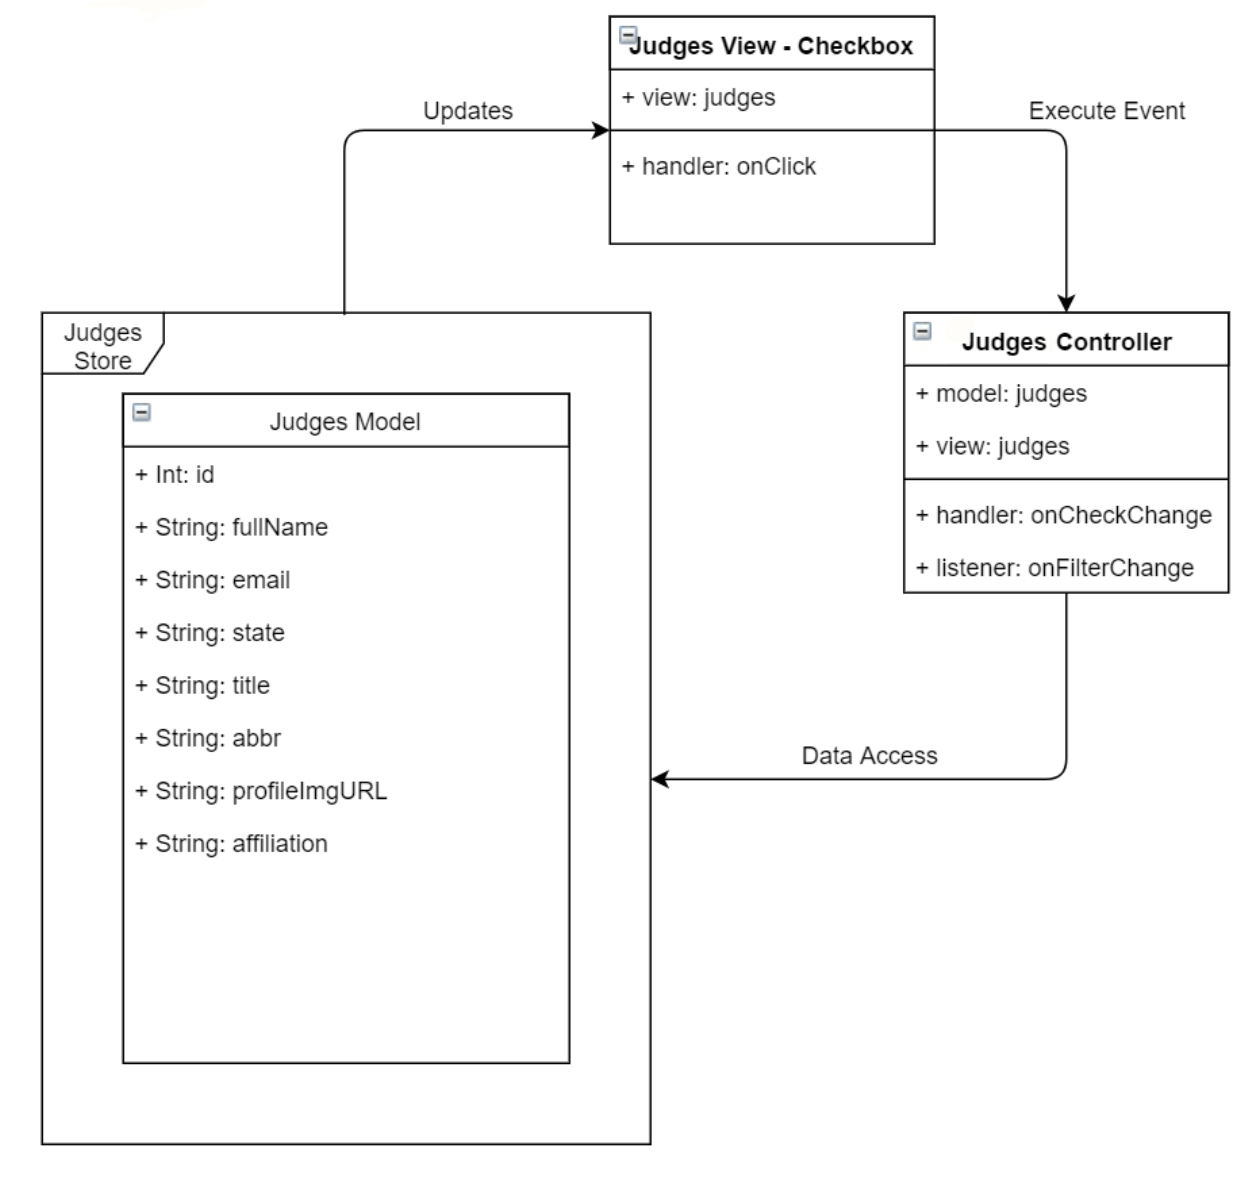 Judges View - Checkbox
+ view: judges
+ handler: onClick
Updates
Execute Event
Judges Controller
+ model: judges
+ view: judges
+ handler: onCheckChange
+ listener: onFilterChange
Data Access
Judges
Store
Judges Model
+ Int: id
+ String: fullName
+ String: email
+ String: state
+ String: title
+ String: abbr
+ String: profileImgURL
+ String: affiliation